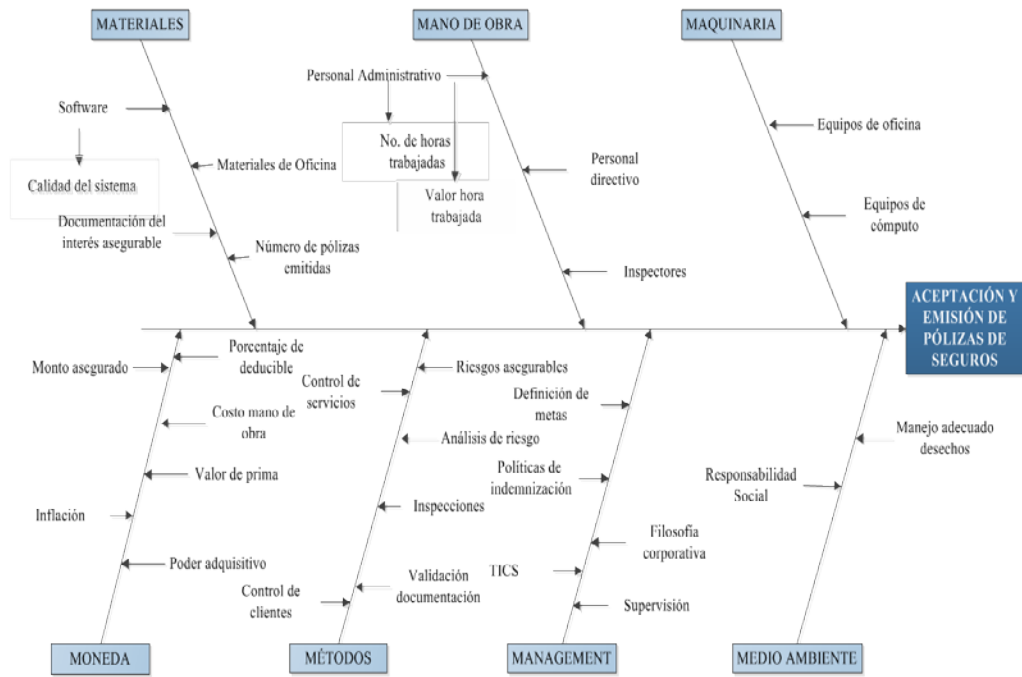 MATERIALES
MANO DE OBRA
MAQUINARIA
Personal Administrativo
Software
No. de horas
trabajadas
Equipos de oficina
Materiales de Oficina
Personal
directivo
Calidad del sistema
Valor hora
trabajada
Documentación del
interés asegurable
Equipos de
cómputo
Número de pólizas
emitidas
Inspectores
ACEPTACIÓN Y
EMISIÓN DE
PÓLIZAS DE
SEGUROS
Monto asegurado
Porcentaje de
deducible
Riesgos asegurables
Control de
servicios
Definición de
metas
Costo mano de
obra
Análisis de riesgo
Manejo adecuado
desechos
Valor de prima
Políticas de
indemnización
Responsabilidad
Social
Inflación
Inspecciones
Filosofía
corporativa
Poder adquisitivo
Validación
documentación
TICS
Control de
clientes
Supervisión
MONEDA
MÉTODOS
MANAGEMENT
MEDIO AMBIENTE